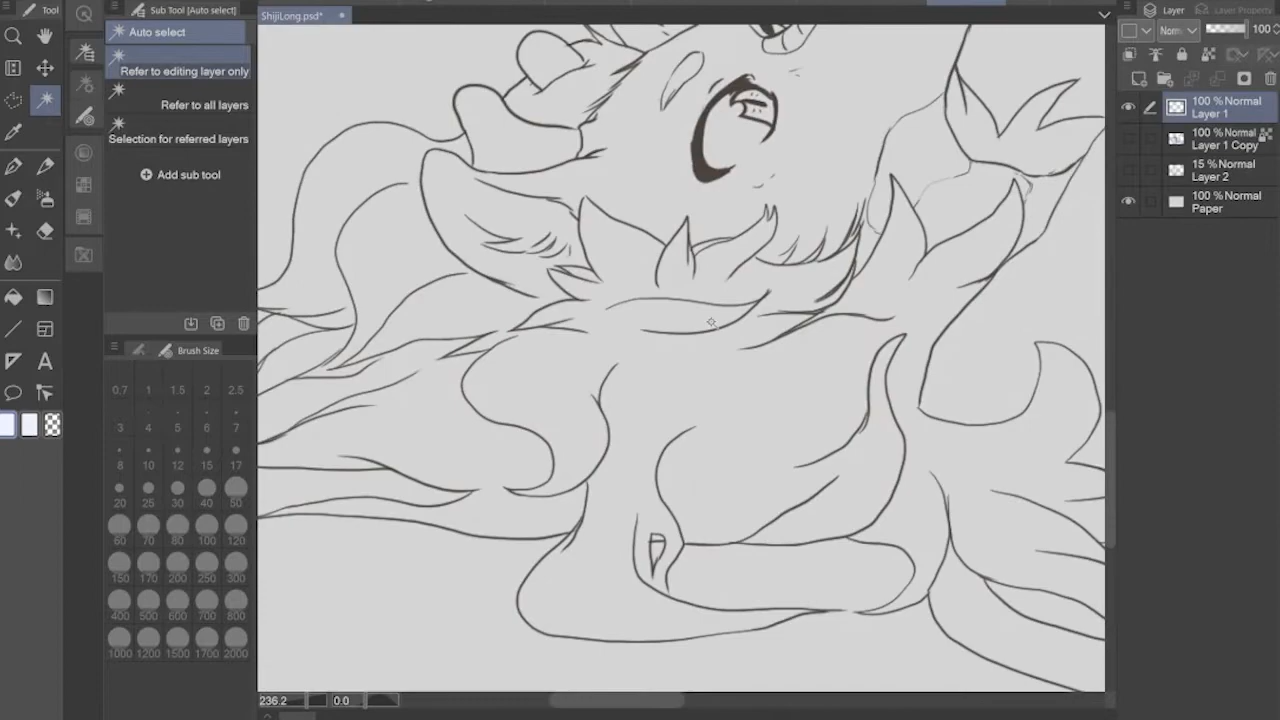 Tool
Sub Tool [Auto select]
Auto select
Refer to editing layer only
Refer to all layers
Selection for referred layers
Add sub tool
Brush Size
0.7 1 1.5 2 2.5
3 4 5 6 7
8 10 12 15 17
20 25 30 40 50
60 70 80 100 120
150 170 200 250 300
400 500 600 700 800
1000 1200 1500 1700 2000
ShijiLong.psd*
236.2
0.0
Layer
Layer Property
Norm
100
100 % Normal
Layer 1
100 % Normal
Layer 1 Copy
15 % Normal
Layer 2
100 % Normal
Paper
A